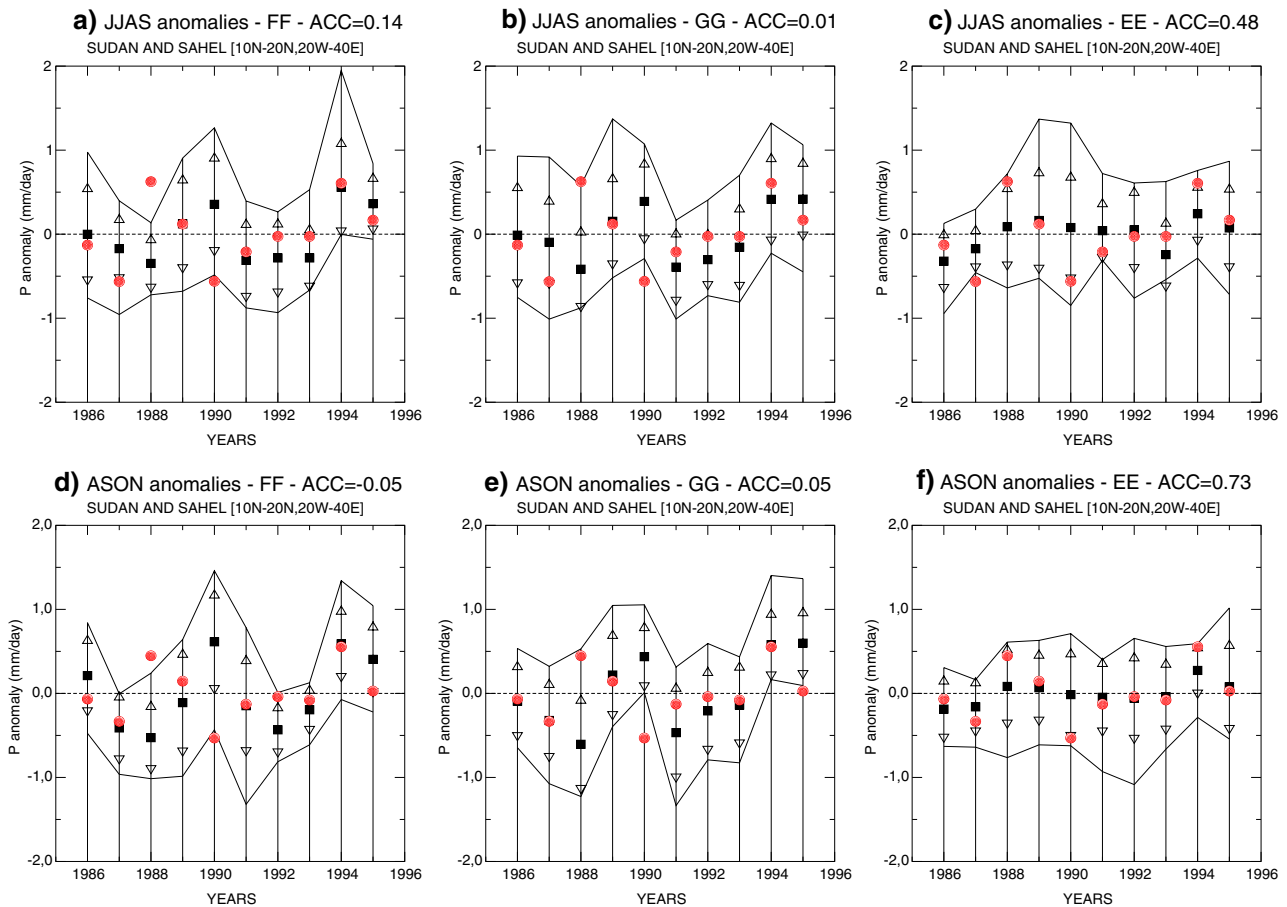 a) JJAS anomalies - FF - ACC=0.14
SUDAN AND SAHEL [10N-20N,20W-40E]
2
1
0
-1
-2
P anomaly (mm/day)
1986 1988 1990 1992 1994 1996
YEARS
b) JJAS anomalies - GG - ACC=0.01
SUDAN AND SAHEL [10N-20N,20W-40E]
2
1
0
-1
-2
P anomaly (mm/day)
1986 1988 1990 1992 1994 1996
YEARS
c) JJAS anomalies - EE - ACC=0.48
SUDAN AND SAHEL [10N-20N,20W-40E]
2
1
0
-1
-2
P anomaly (mm/day)
1986 1988 1990 1992 1994 1996
YEARS
d) ASON anomalies - FF - ACC=-0.05
SUDAN AND SAHEL [10N-20N,20W-40E]
2,0
1,0
0,0
-1,0
-2,0
P anomaly (mm/day)
1986 1988 1990 1992 1994 1996
YEARS
e) ASON anomalies - GG - ACC=0.05
SUDAN AND SAHEL [10N-20N,20W-40E]
2,0
1,0
0,0
-1,0
-2,0
P anomaly (mm/day)
1986 1988 1990 1992 1994 1996
YEARS
f) ASON anomalies - EE - ACC=0.73
SUDAN AND SAHEL [10N-20N,20W-40E]
2,0
1,0
0,0
-1,0
-2,0
P anomaly (mm/day)
1986 1988 1990 1992 1994 1996
YEARS